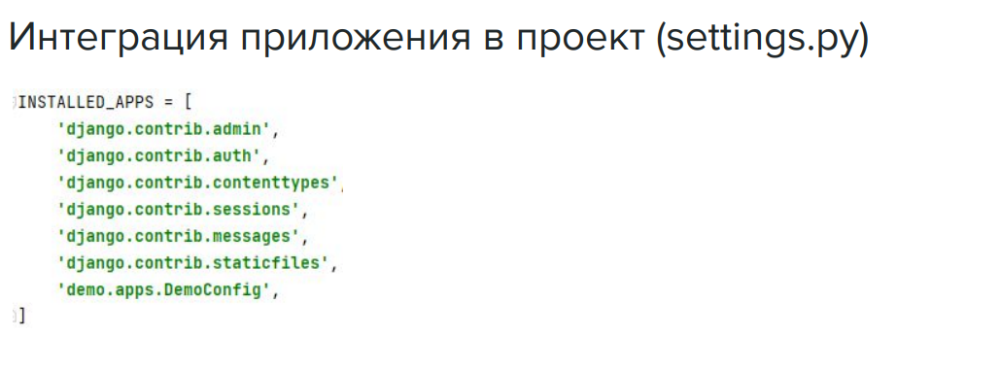 Интеграция приложения в проект (settings.py)
INSTALLED_APPS = [
'django.contrib.admin',
'django.contrib.auth',
'django.contrib.contenttypes',
'django.contrib.sessions',
'django.contrib.messages',
'django.contrib.staticfiles',
'demo.apps.DemoConfig',
]